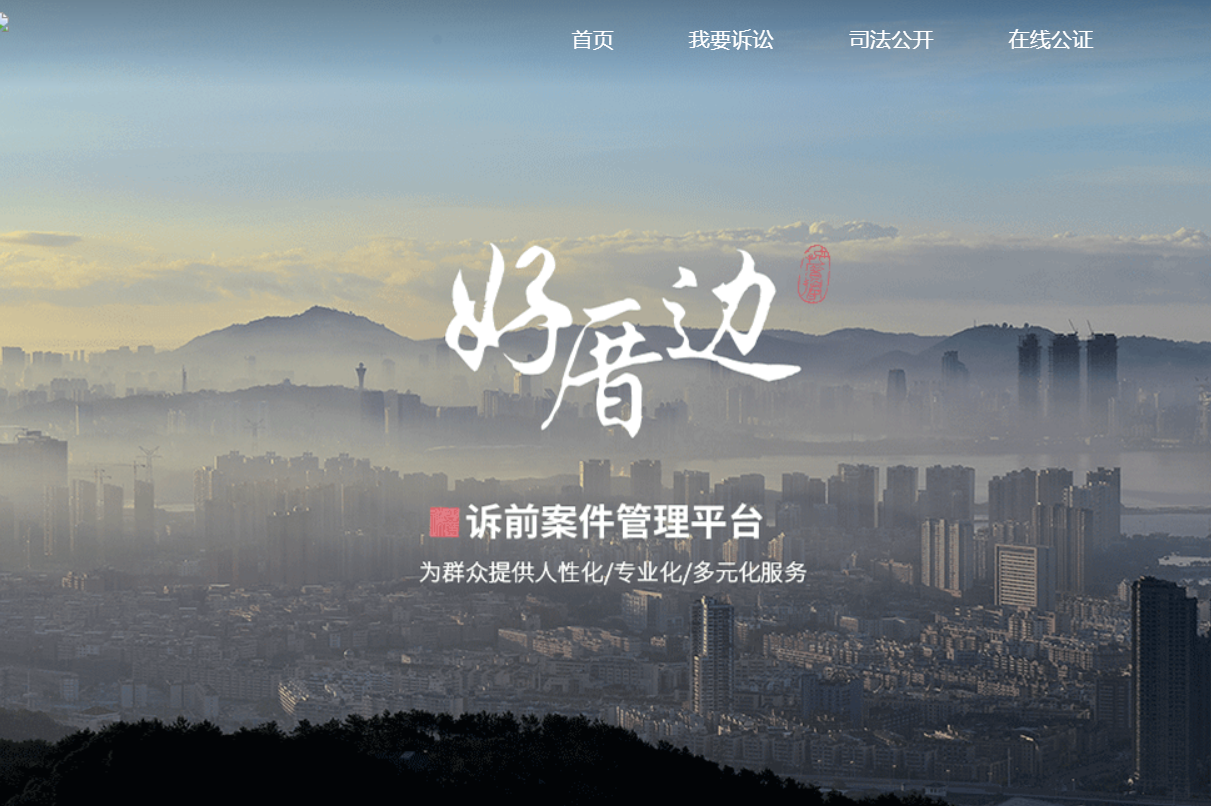 首页 我要诉讼 司法公开 在线公证
好厝边
诉前案件管理平台
为群众提供人性化/专业化/多元化服务